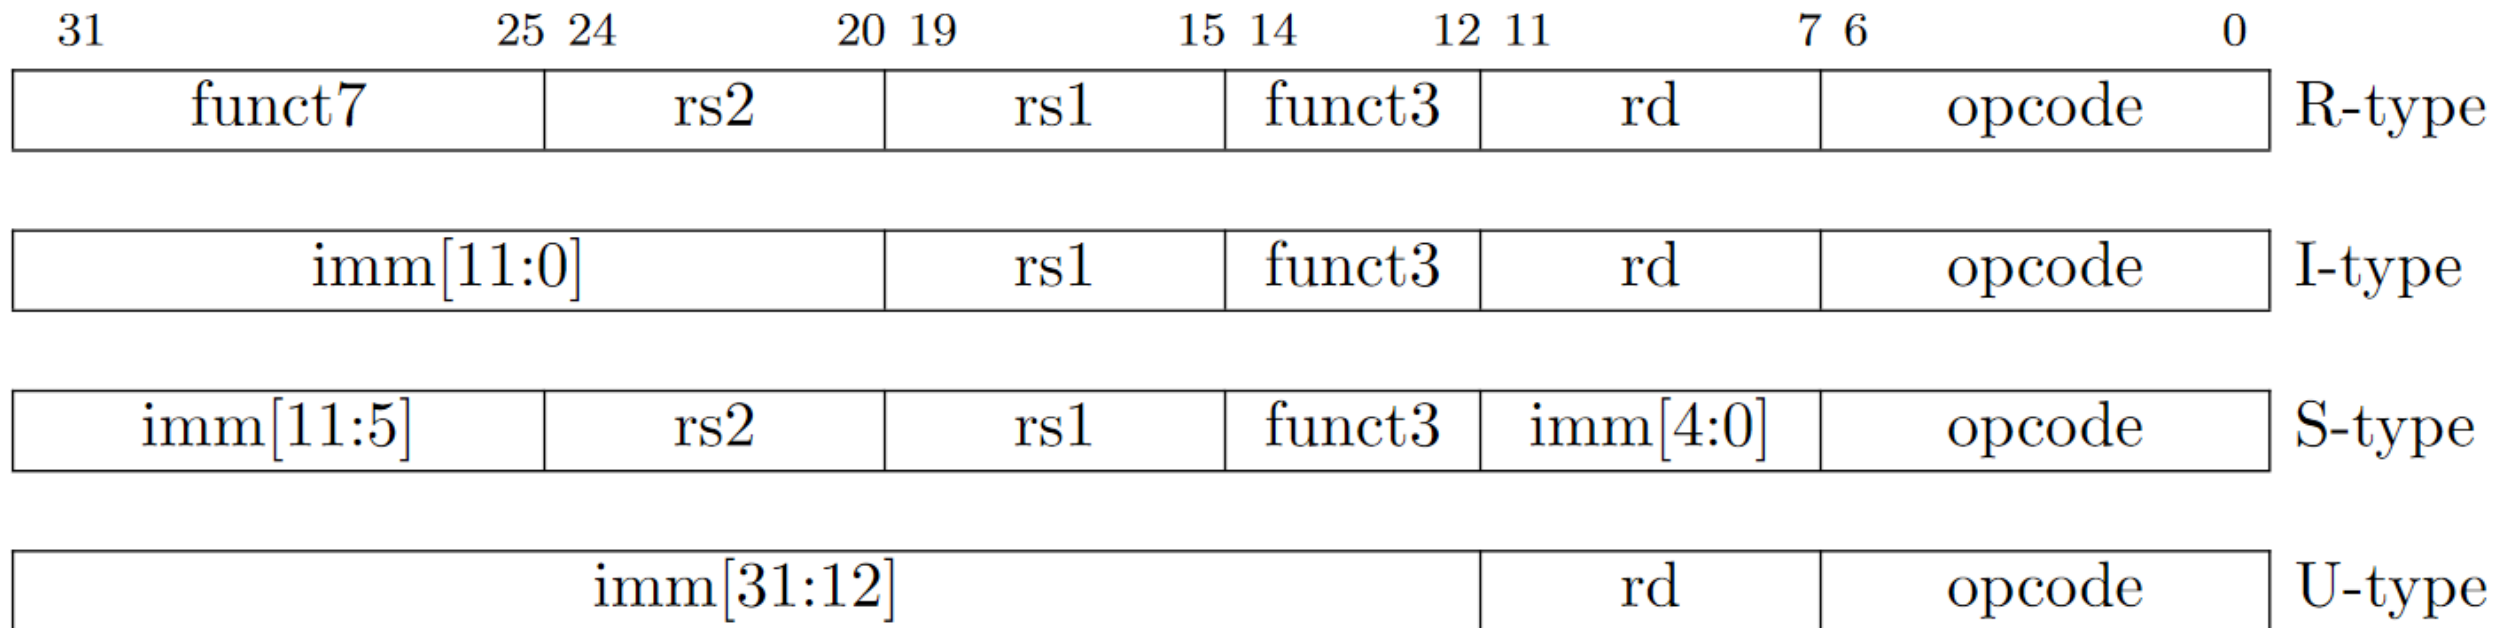 31 25 24 20 19 15 14 12 11 7 6 0
funct7 rs2 rs1 funct3 rd opcode R-type
imm[11:0] rs1 funct3 rd opcode I-type
imm[11:5] rs2 rs1 funct3 imm[4:0] opcode S-type
imm[31:12] rd opcode U-type